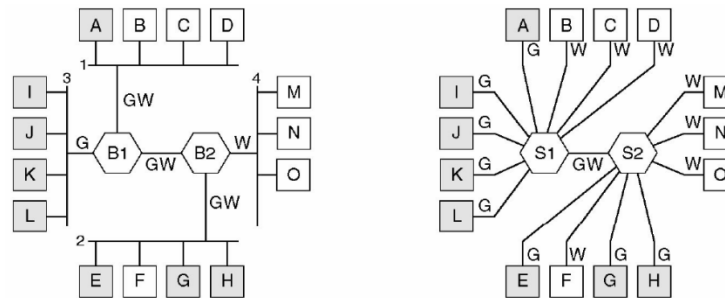 A B C D
1
3 4
I GW M
J N
G B1 GW B2 W
K O
L GW
2
E F G H
A B C D
G W W W
I G W M
J G W N
S1 GW S2
K G W O
L G
G W G G
E F G H